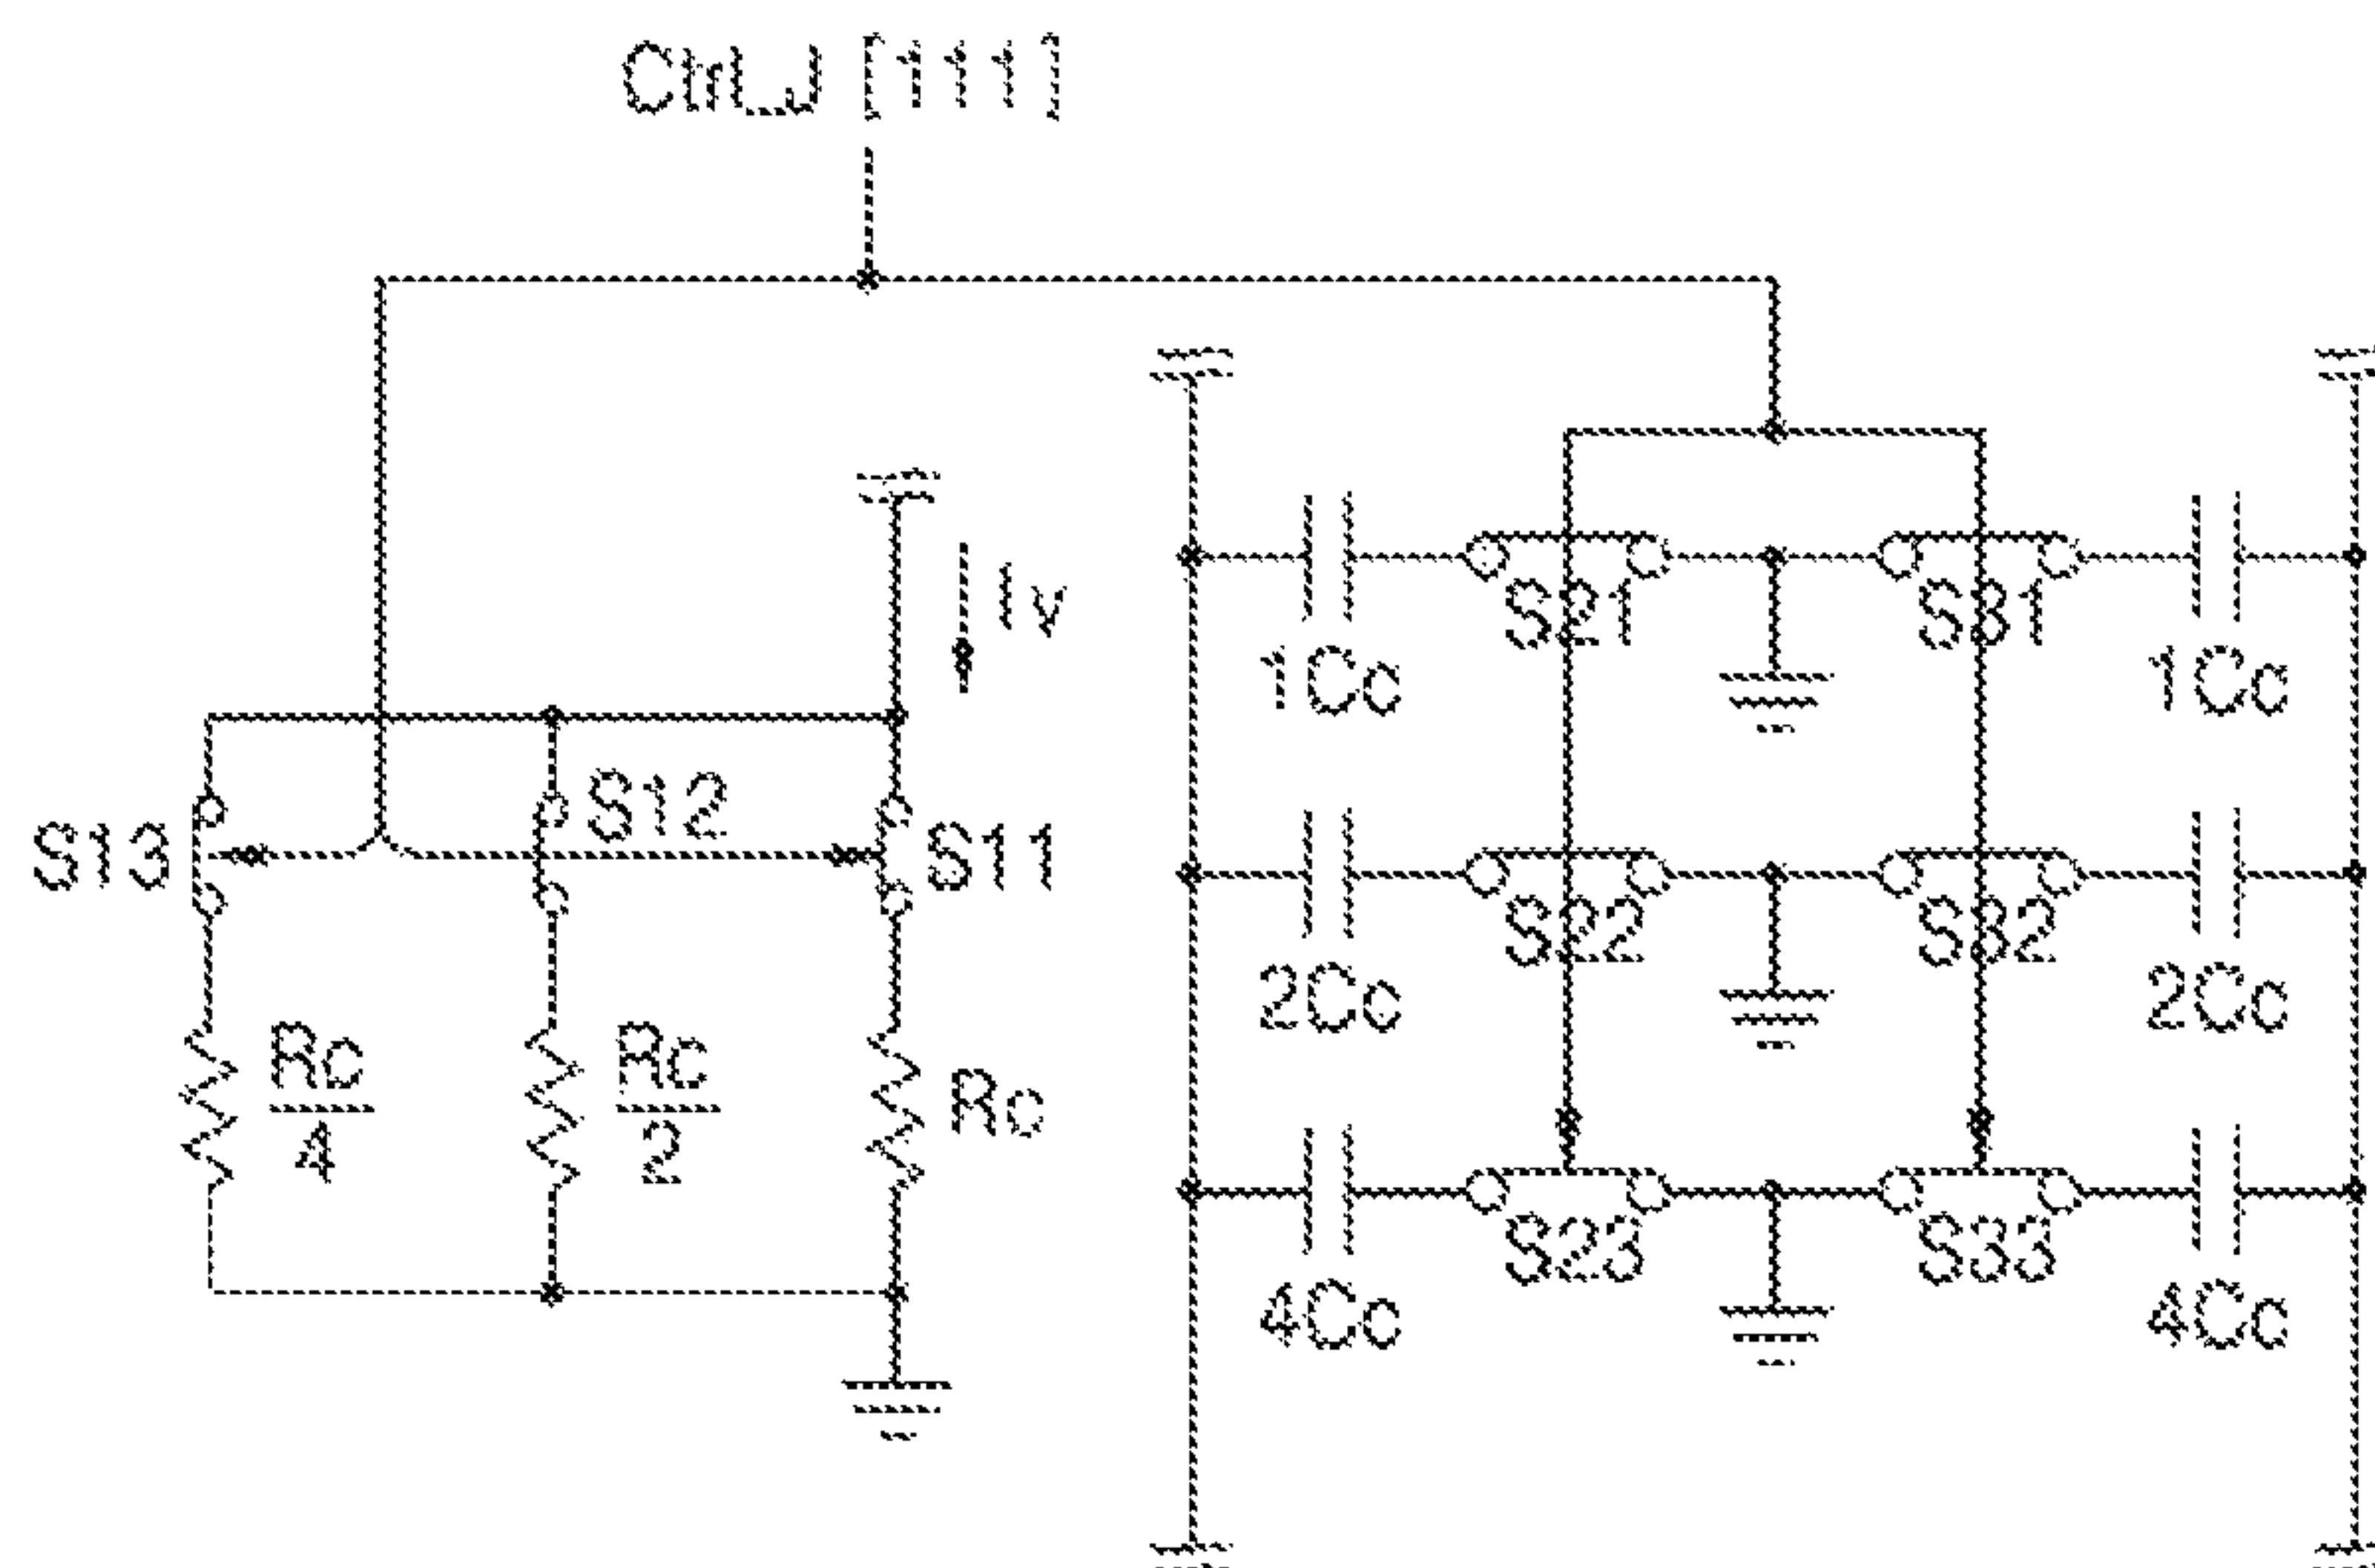 Ctrl_J [111]
Iv
S21
S31
1Cc
1Cc
S12
S13
S11
S22
S32
2Cc
2Cc
Rc
4
Rc
2
Rc
S23
S33
4Cc
4Cc